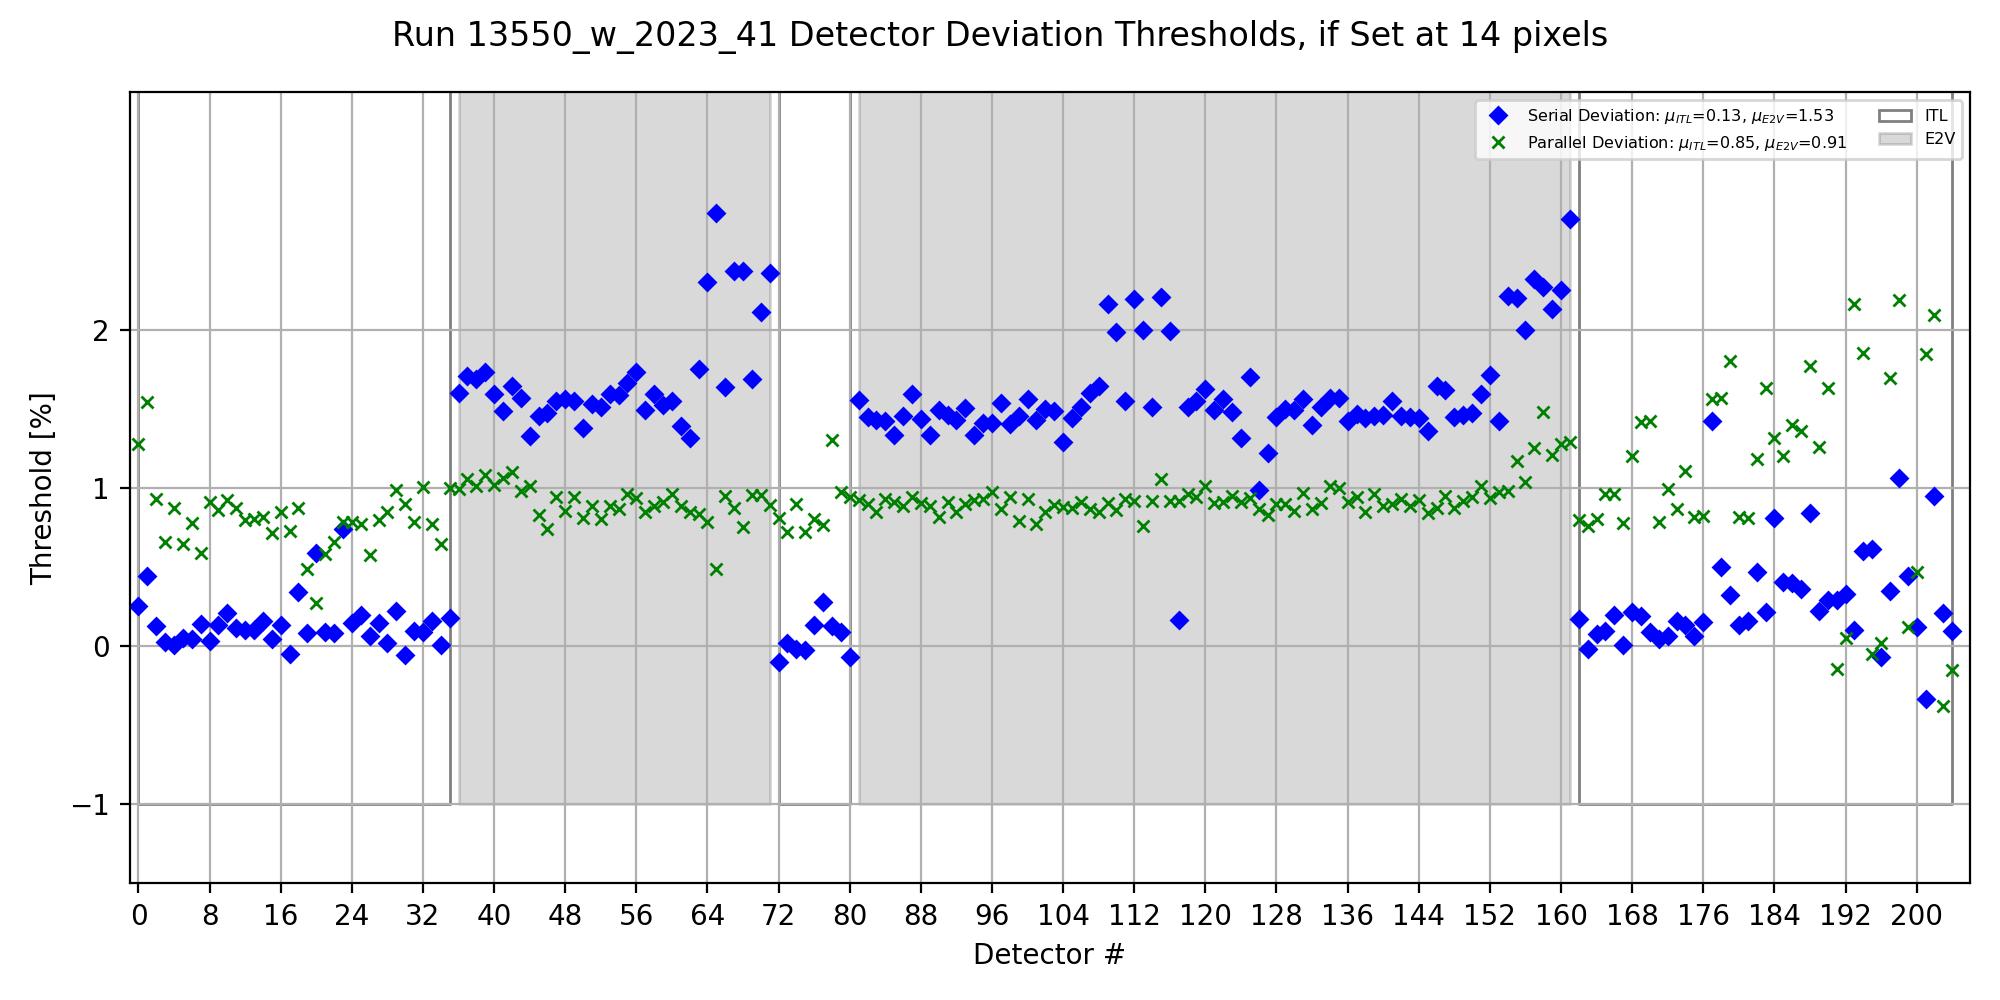 Run 13550_w_2023_41 Detector Deviation Thresholds, if Set at 14 pixels
Serial Deviation: μITL=0.13, μE2V=1.53
Parallel Deviation: μITL=0.85, μE2V=0.91
ITL
E2V
Threshold [%]
2
1
0
−1
0 8 16 24 32 40 48 56 64 72 80 88 96 104 112 120 128 136 144 152 160 168 176 184 192 200
Detector #